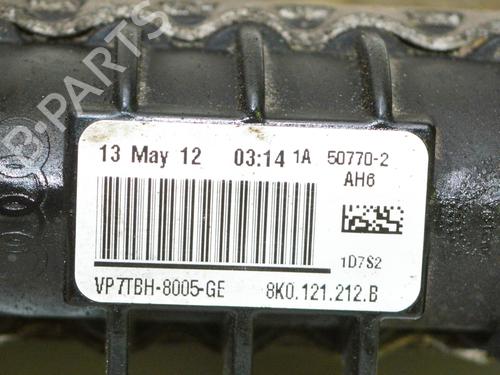 B-PARTS
13 May 12 03:14 1A 50770-2
AH6
1D7S2
VP7TBH-8005-GE 8K0.121.212.B